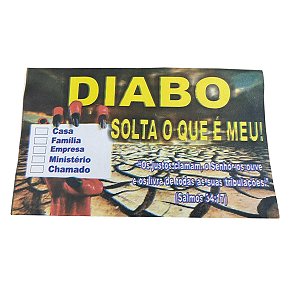 DIABO
SOLTA O QUE É MEU!
Casa
Família
Empresa
Ministério
Chamado
"Os justos clamam, o Senhor os ouve
e os livra de todas as suas tribulações."
(Salmos 34:17)